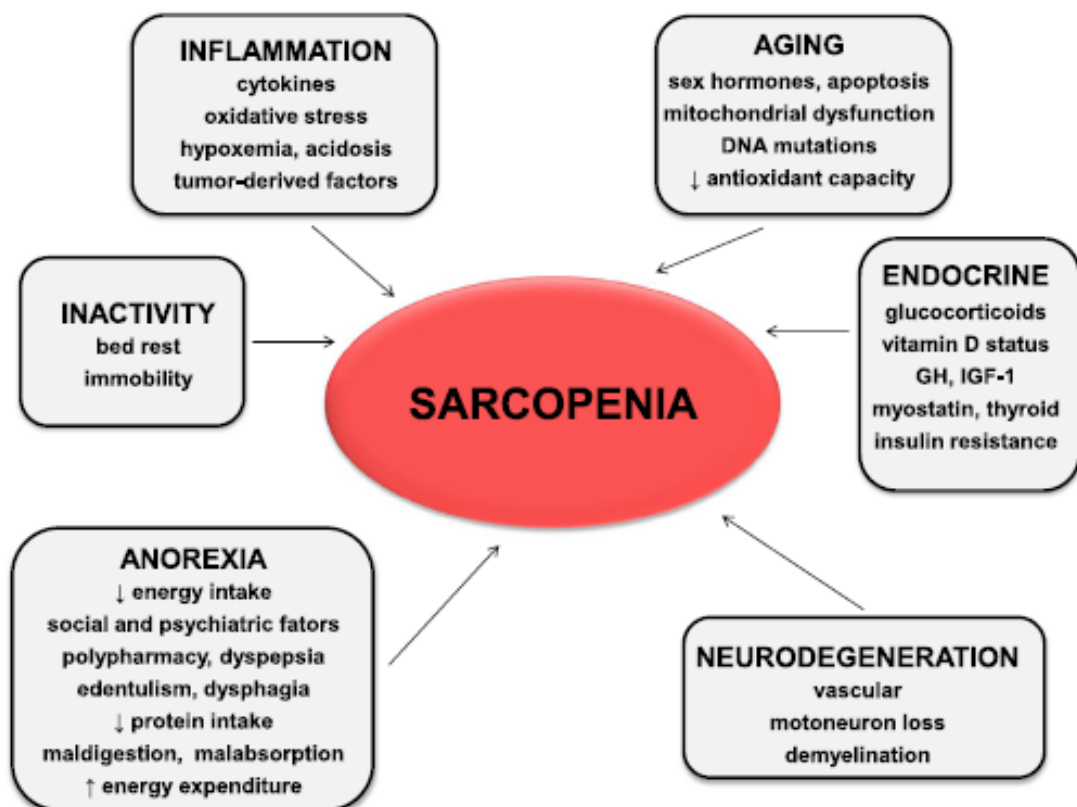 INFLAMMATION
cytokines
oxidative stress
hypoxemia, acidosis
tumor-derived factors
AGING
sex hormones, apoptosis
mitochondrial dysfunction
DNA mutations
↓ antioxidant capacity
INACTIVITY
bed rest
immobility
SARCOPENIA
ENDOCRINE
glucocorticoids
vitamin D status
GH, IGF-1
myostatin, thyroid
insulin resistance
ANOREXIA
↓ energy intake
social and psychiatric fators
polypharmacy, dyspepsia
edentulism, dysphagia
↓ protein intake
maldigestion, malabsorption
↑ energy expenditure
NEURODEGENERATION
vascular
motoneuron loss
demyelination